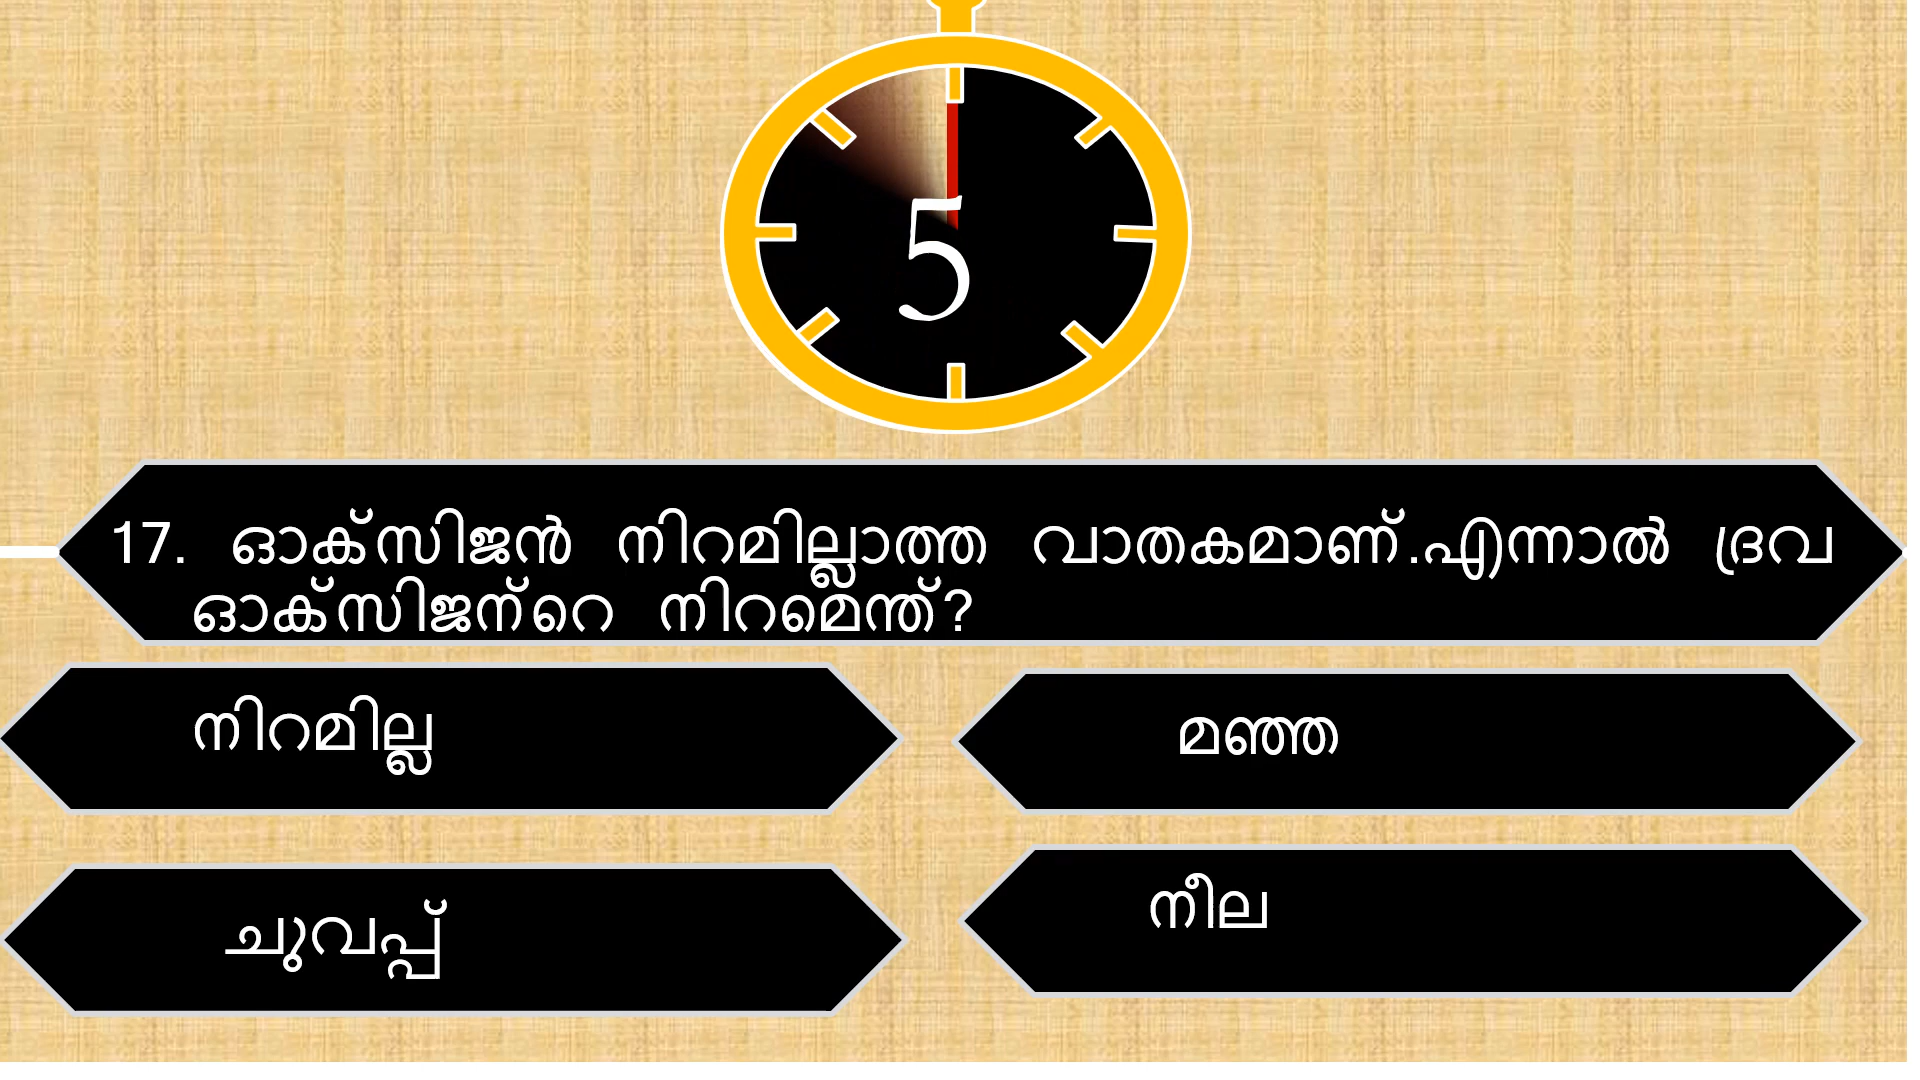 5
17. ഓക്സിജൻ നിറമില്ലാത്ത വാതകമാണ്.എന്നാൽ ദ്രവ
ഓക്സിജന്റെ നിറമെന്ത്?
നിറമില്ല
മഞ്ഞ
ചുവപ്പ്
നീല